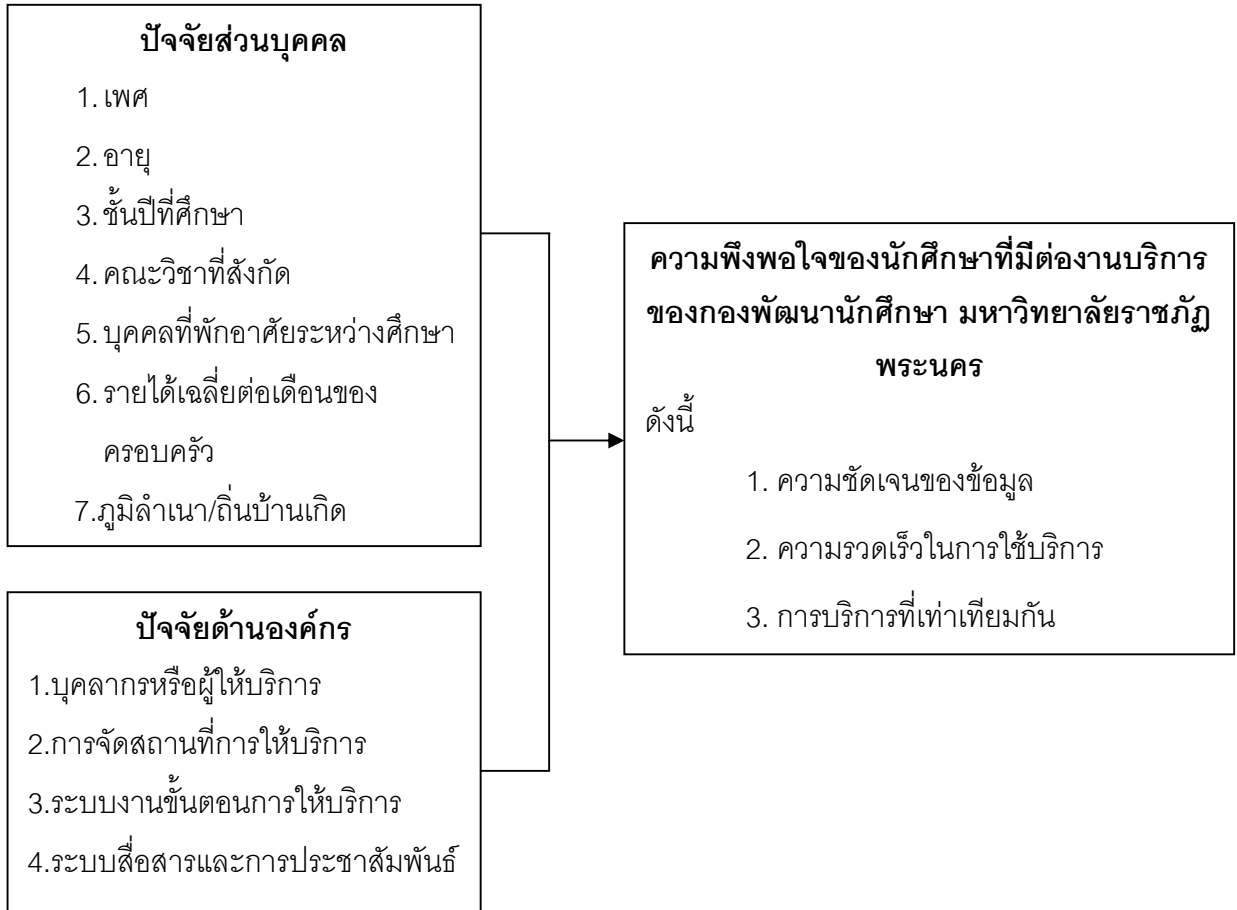 ปัจจัยส่วนบุคคล
1. เพศ
2. อายุ
3. ชั้นปีที่ศึกษา
4. คณะวิชาที่สังกัด
5. บุคคลที่พักอาศัยระหว่างศึกษา
6. รายได้เฉลี่ยต่อเดือนของ
ครอบครัว
7.ภูมิลำเนา/ถิ่นบ้านเกิด
ปัจจัยด้านองค์กร
1.บุคลากรหรือผู้ให้บริการ
2.การจัดสถานที่การให้บริการ
3.ระบบงานขั้นตอนการให้บริการ
4.ระบบสื่อสารและการประชาสัมพันธ์
ความพึงพอใจของนักศึกษาที่มีต่องานบริการ
ของกองพัฒนานักศึกษา มหาวิทยาลัยราชภัฏ
พระนคร
ดังนี้
1. ความชัดเจนของข้อมูล
2. ความรวดเร็วในการใช้บริการ
3. การบริการที่เท่าเทียมกัน